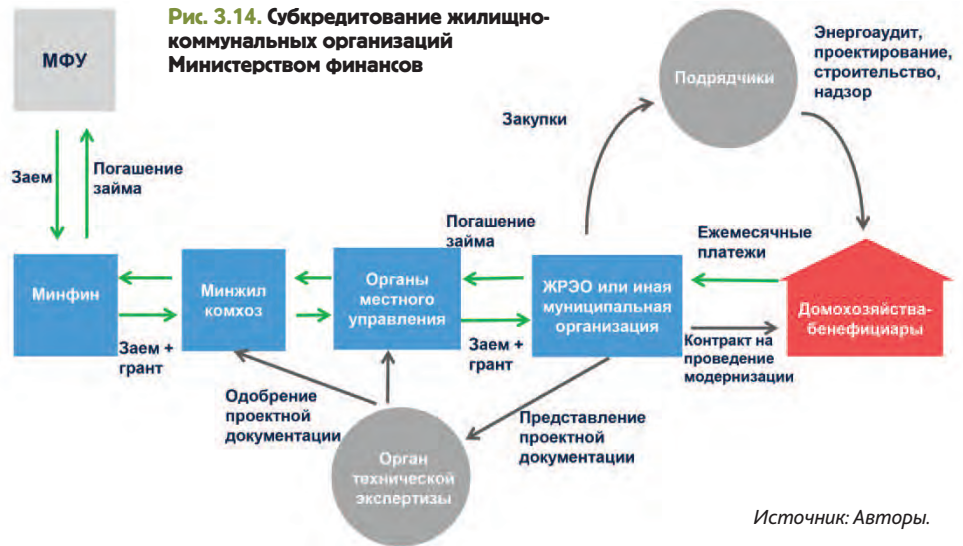 Рис. 3.14. Субкредитование жилищно-
коммунальных организаций
Министерством финансов
МФУ
Подрядчики
Энергоаудит,
проектирование,
строительство,
надзор
Закупки
Заем
Погашение
займа
Погашение
займа
Ежемесячные
платежи
Минфин
Минжил
комхоз
Органы
местного
управления
ЖРЭО или иная
муниципальная
организация
Домохозяйства-
бенефициары
Заем +
грант
Заем +
грант
Контракт на
проведение
модернизации
Одобрение
проектной
документации
Представление
проектной
документации
Орган
технической
экспертизы
Источник: Авторы.